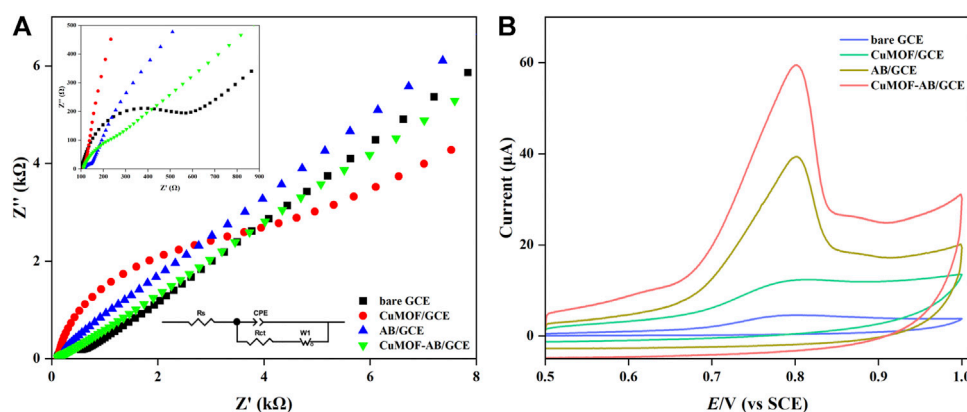 A
B
500
400
300
200
100
0
Z'' (Ω)
100 200 300 400 500 600 700 800 900
Z' (Ω)
6
4
2
0
Z'' (kΩ)
bare GCE
CuMOF/GCE
AB/GCE
CuMOF-AB/GCE
Rs
CPE
Rct
W1
0 2 4 6 8
Z' (kΩ)
60
40
20
0
Current (μA)
bare GCE
CuMOF/GCE
AB/GCE
CuMOF-AB/GCE
0.5 0.6 0.7 0.8 0.9 1.0
E/V (vs SCE)